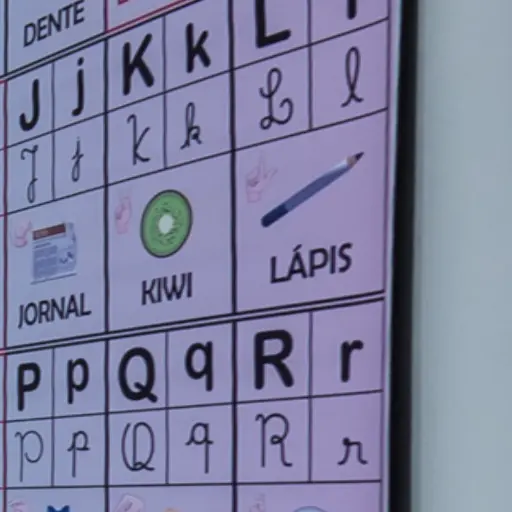 DENTE
J j K k L l
J j K k L l
JORNAL KIWI LÁPIS
P p Q q R r
P p Q q R r